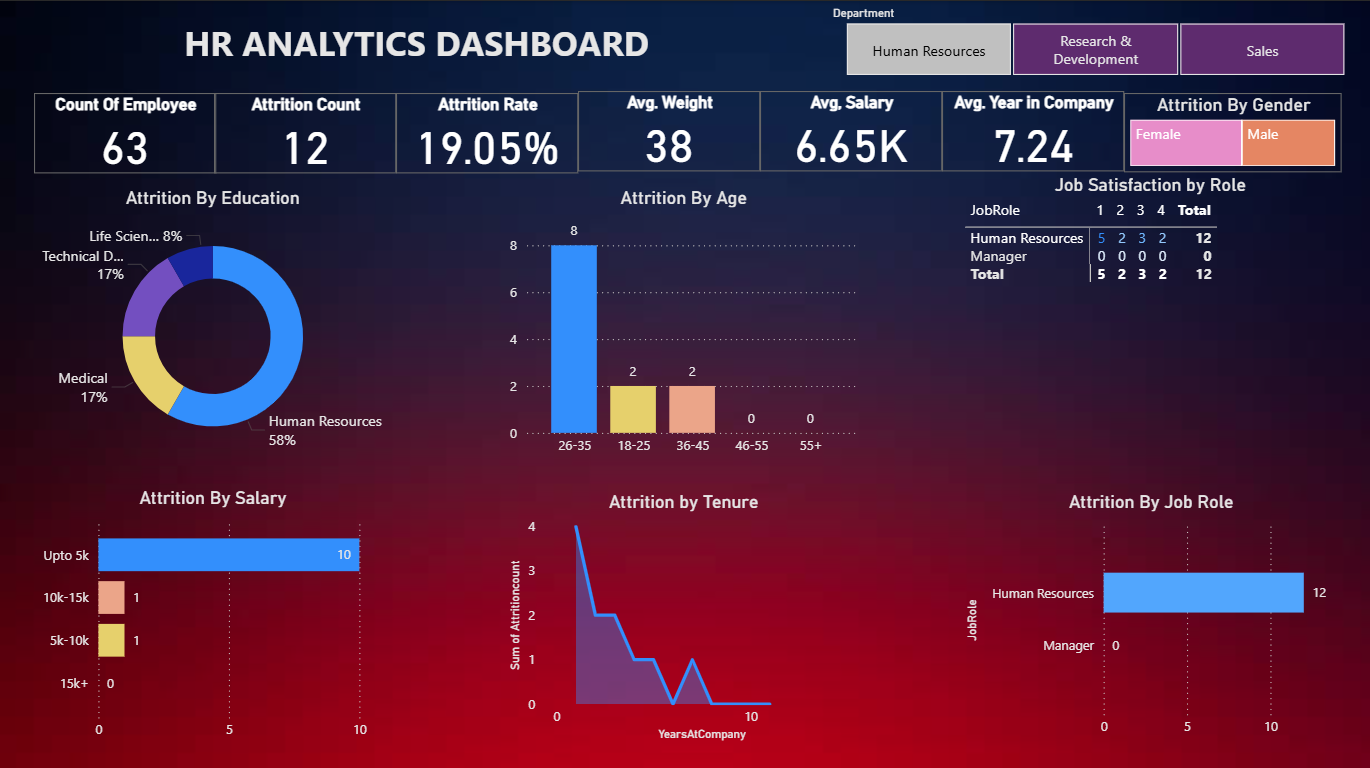 Department
HR ANALYTICS DASHBOARD
Human Resources
Research &
Development
Sales
Count Of Employee
63
Attrition Count
12
Attrition Rate
19.05%
Avg. Weight
38
Avg. Salary
6.65K
Avg. Year in Company
7.24
Attrition By Gender
Female
Male
Attrition By Education
Life Scien... 8%
Technical D...
17%
Medical
17%
Human Resources
58%
Attrition By Age
8
6
4
2
0
8
2
2
0
0
26-35
18-25
36-45
46-55
55+
Job Satisfaction by Role
JobRole 1 2 3 4 Total
Human Resources 5 2 3 2 12
Manager 0 0 0 0 0
Total 5 2 3 2 12
Attrition By Salary
Upto 5k 10
10k-15k 1
5k-10k 1
15k+ 0
0 5 10
Attrition by Tenure
Sum of Attritioncount
4
3
2
1
0
0 10
YearsAtCompany
Attrition By Job Role
JobRole
Human Resources 12
Manager 0
0 5 10